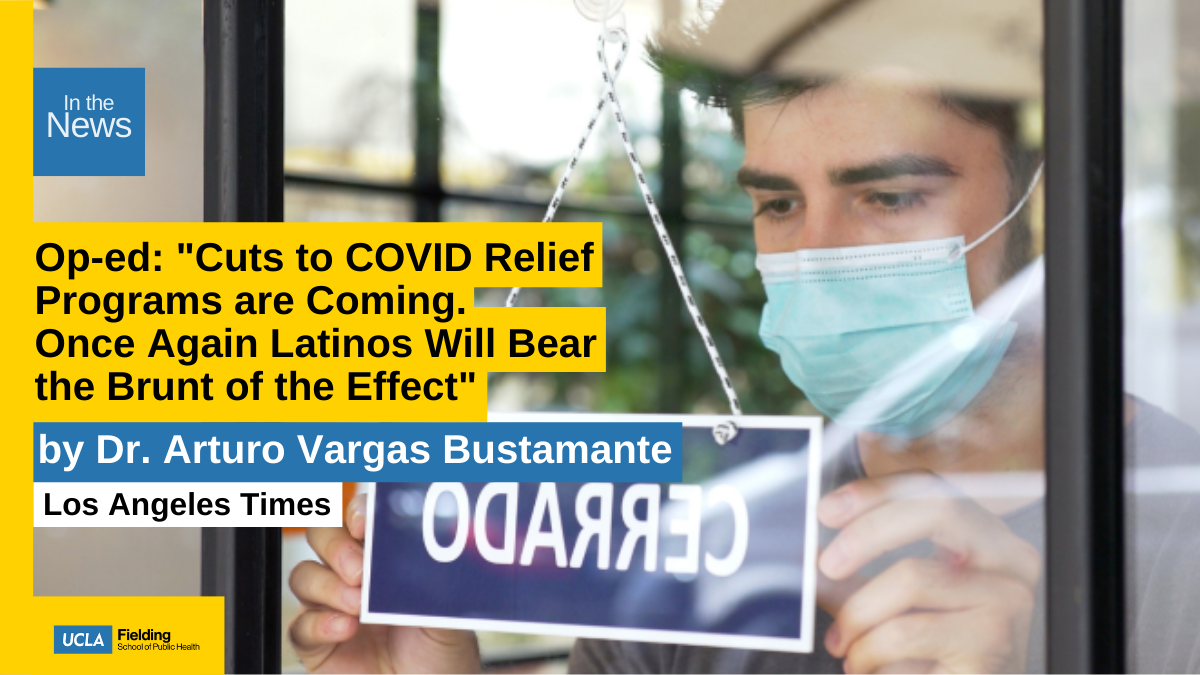 In the
News
Op-ed: "Cuts to COVID Relief
Programs are Coming.
Once Again Latinos Will Bear
the Brunt of the Effect"
by Dr. Arturo Vargas Bustamante
Los Angeles Times
CERRADO
UCLA Fielding
School of Public Health